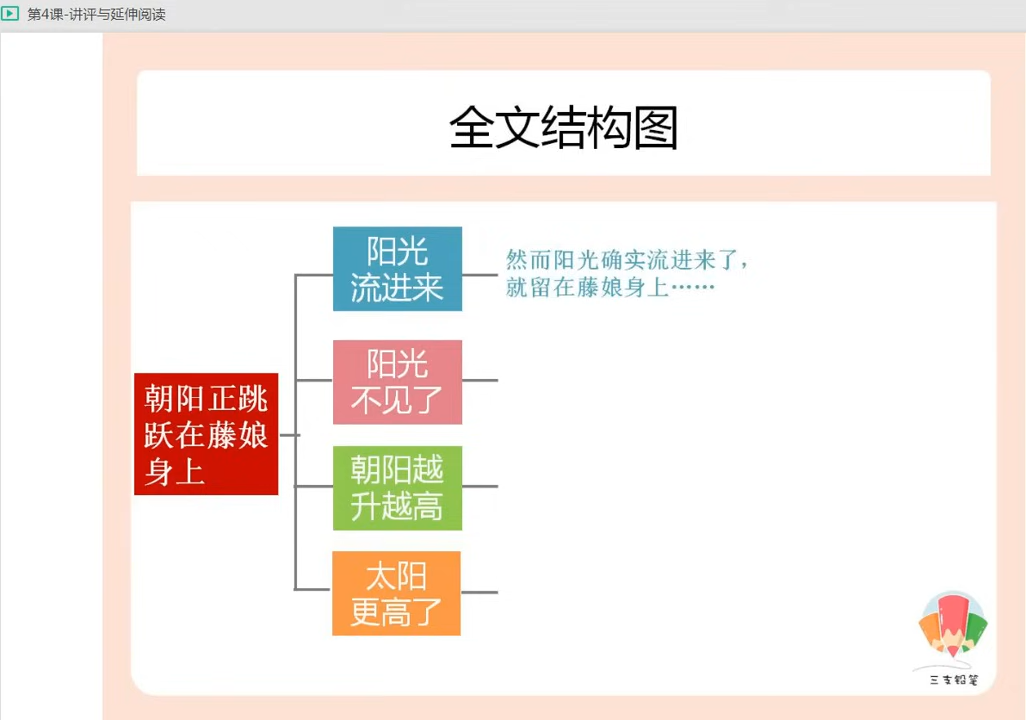 第4课-讲评与延伸阅读
全文结构图
朝阳正跳
跃在藤娘
身上
阳光
流进来
然而阳光确实流进来了，
就留在藤娘身上……
阳光
不见了
朝阳越
升越高
太阳
更高了
三支铅笔